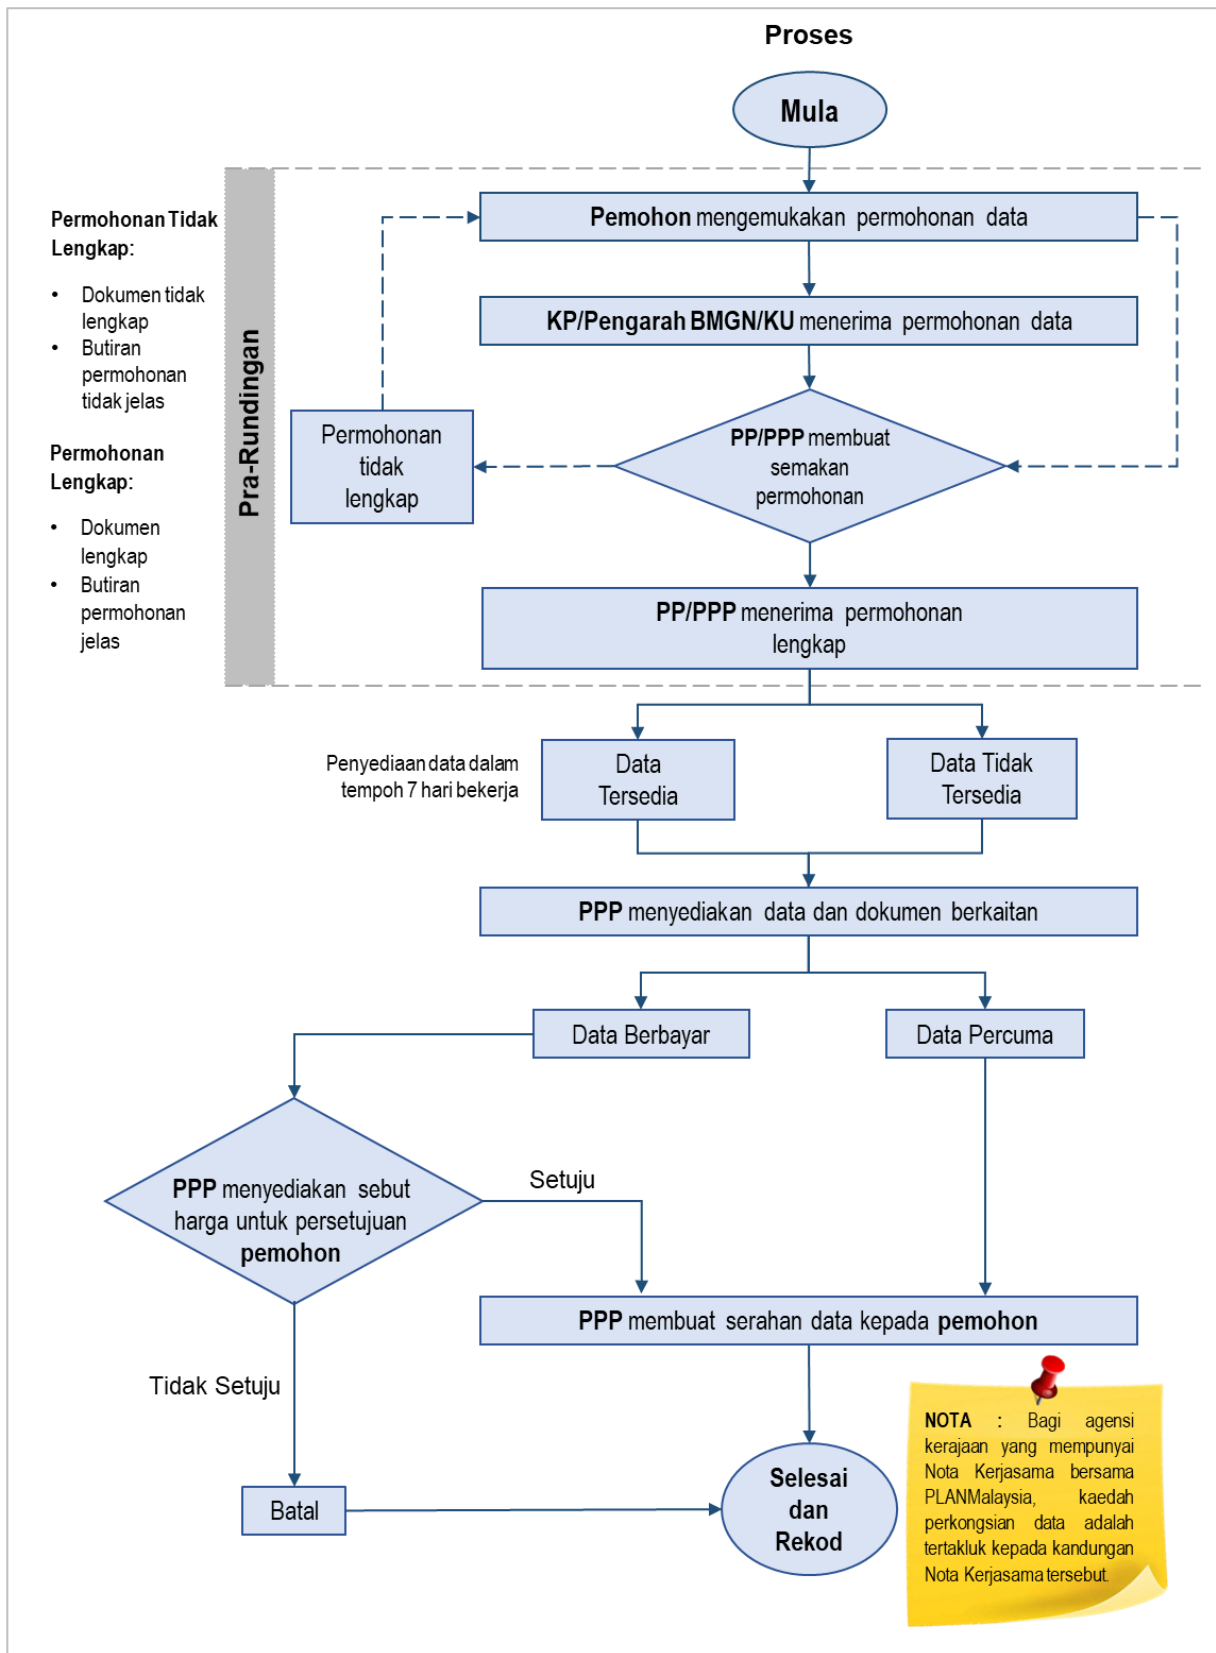 Proses
Mula
Permohonan Tidak
Lengkap:
• Dokumen tidak
lengkap
• Butiran
permohonan
tidak jelas
Permohonan
Lengkap:
• Dokumen
lengkap
• Butiran
permohonan
jelas
Pra-Rundingan
Pemohon mengemukakan permohonan data
KP/Pengarah BMGN/KU menerima permohonan data
PP/PPP membuat
semakan
permohonan
Permohonan
tidak
lengkap
PP/PPP menerima permohonan
lengkap
Penyediaan data dalam
tempoh 7 hari bekerja
Data
Tersedia
Data Tidak
Tersedia
PPP menyediakan data dan dokumen berkaitan
Data Berbayar
Data Percuma
PPP menyediakan sebut
harga untuk persetujuan
pemohon
Setuju
PPP membuat serahan data kepada pemohon
Tidak Setuju
Batal
Selesai
dan
Rekod
NOTA : Bagi agensi
kerajaan yang mempunyai
Nota Kerjasama bersama
PLANMalaysia, kaedah
perkongsian data adalah
tertakluk kepada kandungan
Nota Kerjasama tersebut.